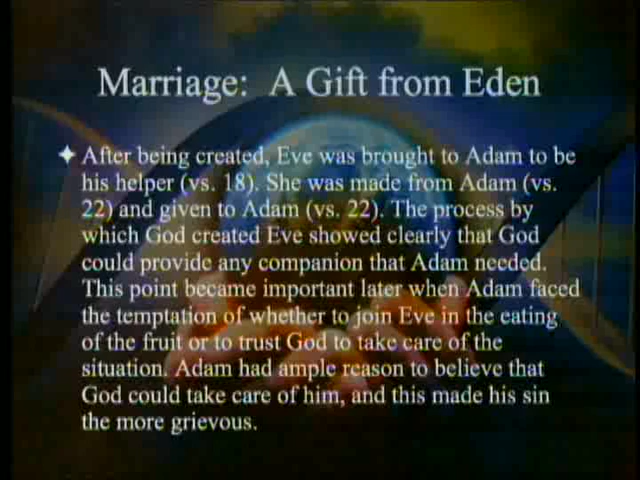 Marriage: A Gift from Eden
After being created, Eve was brought to Adam to be
his helper (vs. 18). She was made from Adam (vs.
22) and given to Adam (vs. 22). The process by
which God created Eve showed clearly that God
could provide any companion that Adam needed.
This point became important later when Adam faced
the temptation of whether to join Eve in the eating
of the fruit or to trust God to take care of the
situation. Adam had ample reason to believe that
God could take care of him, and this made his sin
the more grievous.